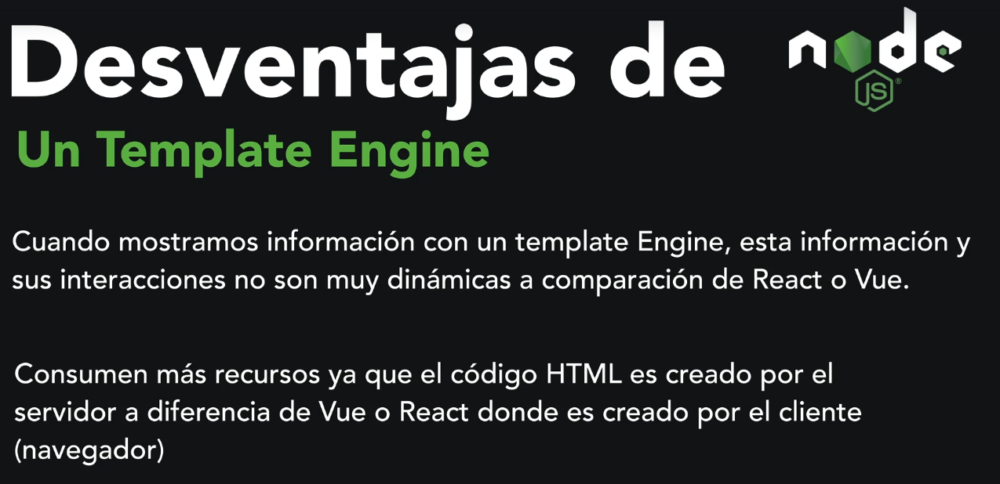 Desventajas de
node
JS
Un Template Engine
Cuando mostramos información con un template Engine, esta información y
sus interacciones no son muy dinámicas a comparación de React o Vue.
Consumen más recursos ya que el código HTML es creado por el
servidor a diferencia de Vue o React donde es creado por el cliente
(navegador)